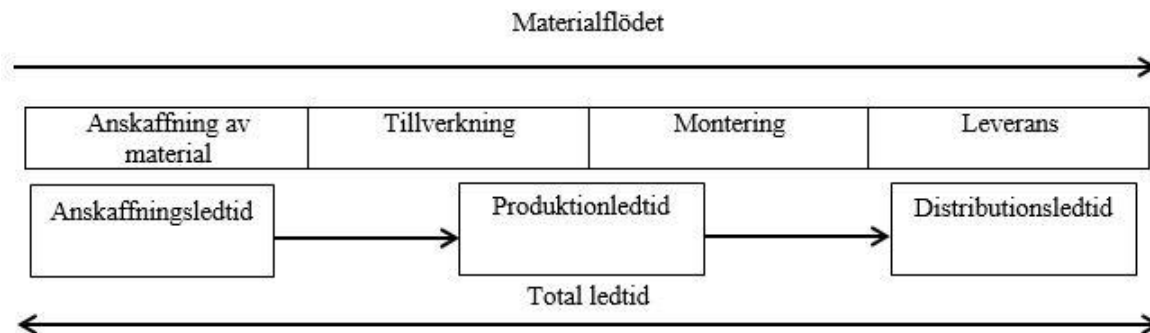 Materialflödet
Anskaffning av
material
Tillverkning
Montering
Leverans
Anskaffningsledtid
Produktionledtid
Distributionsledtid
Total ledtid